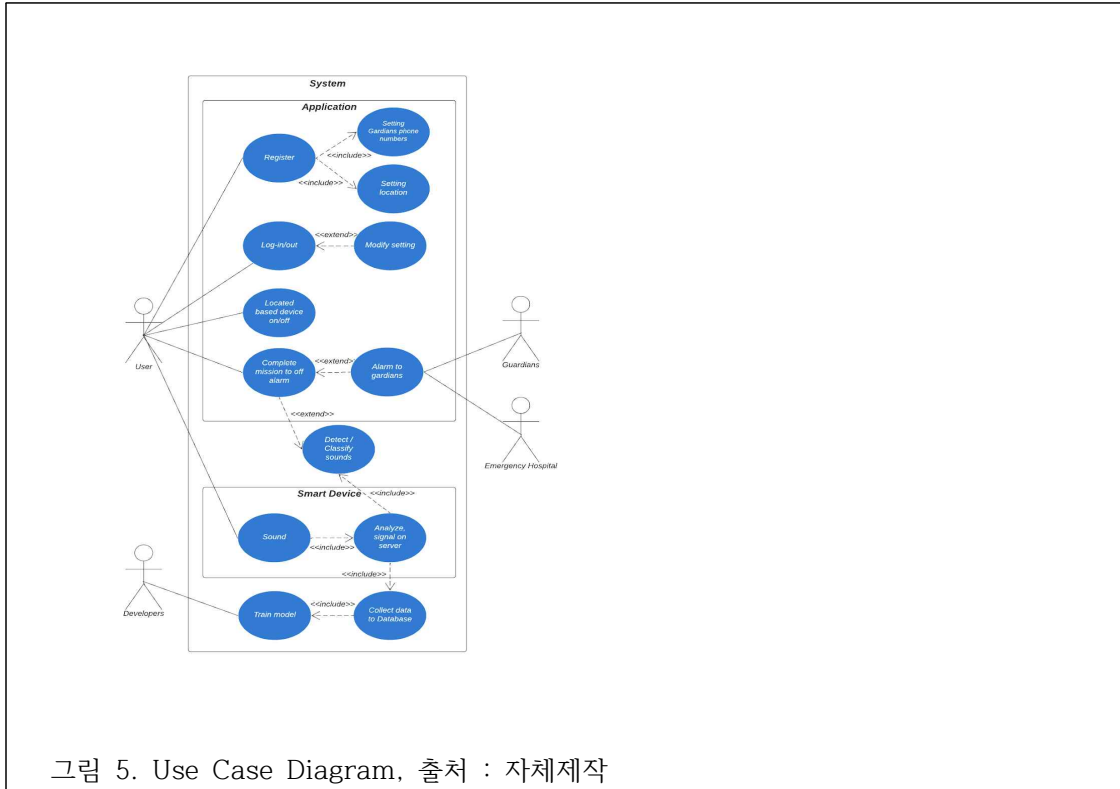 System
Application
Setting
Gardians phone
numbers
Register
<<include>>
<<include>>
Setting
location
Log-in/out
<<extend>>
Modify setting
Located
based device
on/off
User
Complete
mission to off
alarm
<<extend>>
Alarm to
gardians
Guardians
<<extend>>
Detect /
Classify
sounds
Emergency Hospital
Smart Device
<<include>>
Sound
<<include>>
Analyze,
signal on
server
<<include>>
Developers
Train model
<<include>>
Collect data
to Database
그림 5. Use Case Diagram, 출처 : 자체제작